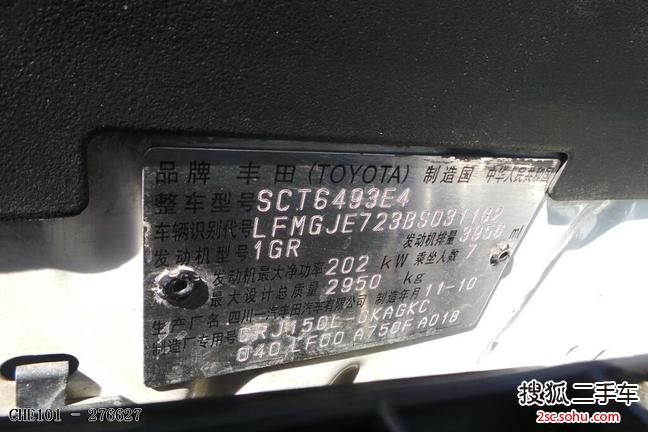 品牌 丰田(TOYOTA) 制造国 中华人民共和国
整车型号 SCT6493E4
车辆识别代号 LFMGJE723BS031182
发动机型号 1GR 发动机排量 3956 ml
发动机最大净功率 202 kW 乘坐人数 7
最大设计总质量 2950 kg
生产厂名 四川一汽丰田汽车有限公司 制造年月 11-10
制造厂专用号 GRJ150L-GKAGKC
040 LF00 A750F A01B
CHE101 - 276627
搜狐二手车
2sc.sohu.com